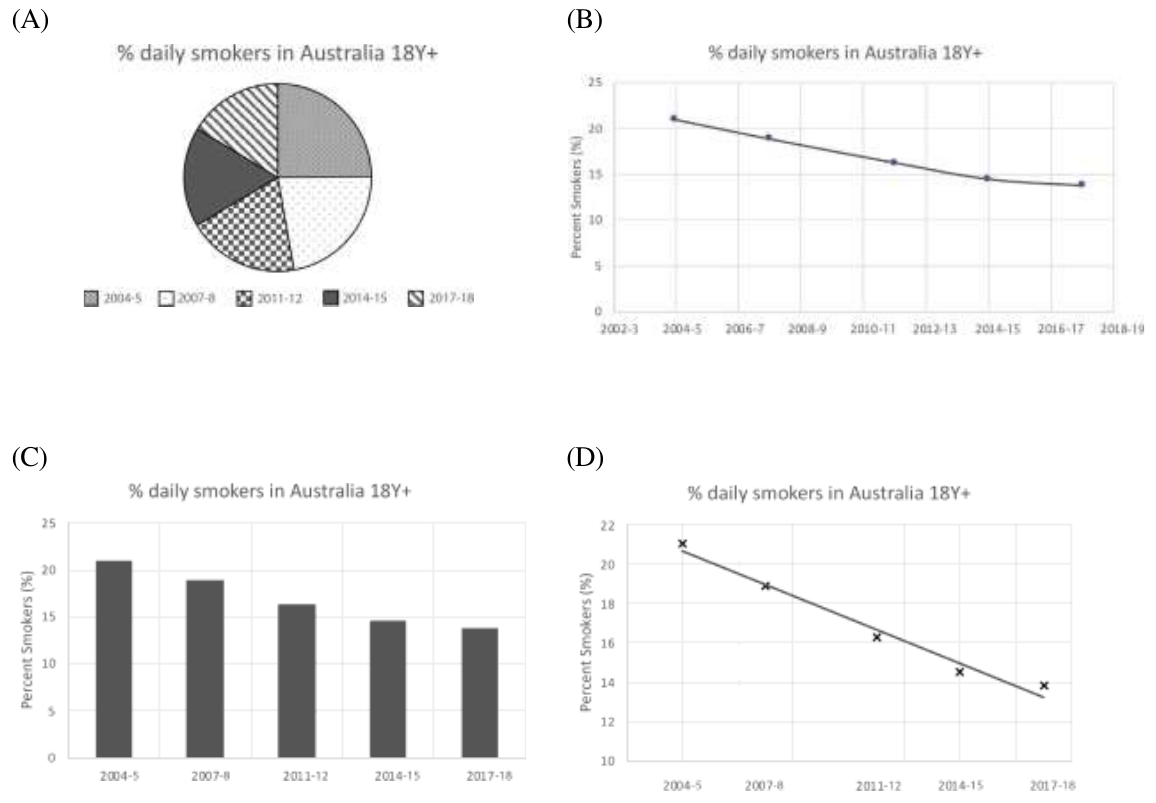 (A)
% daily smokers in Australia 18Y+
2004-5 2007-8 2011-12 2014-15 2017-18
(B)
% daily smokers in Australia 18Y+
Percent Smokers (%)
25
20
15
10
5
0
2002-3 2004-5 2006-7 2008-9 2010-11 2012-13 2014-15 2016-17 2018-19
(C)
% daily smokers in Australia 18Y+
Percent Smokers (%)
25
20
15
10
5
0
2004-5 2007-8 2011-12 2014-15 2017-18
(D)
% daily smokers in Australia 18Y+
Percent Smokers (%)
22
20
18
16
14
12
10
2004-5 2007-8 2011-12 2014-15 2017-18